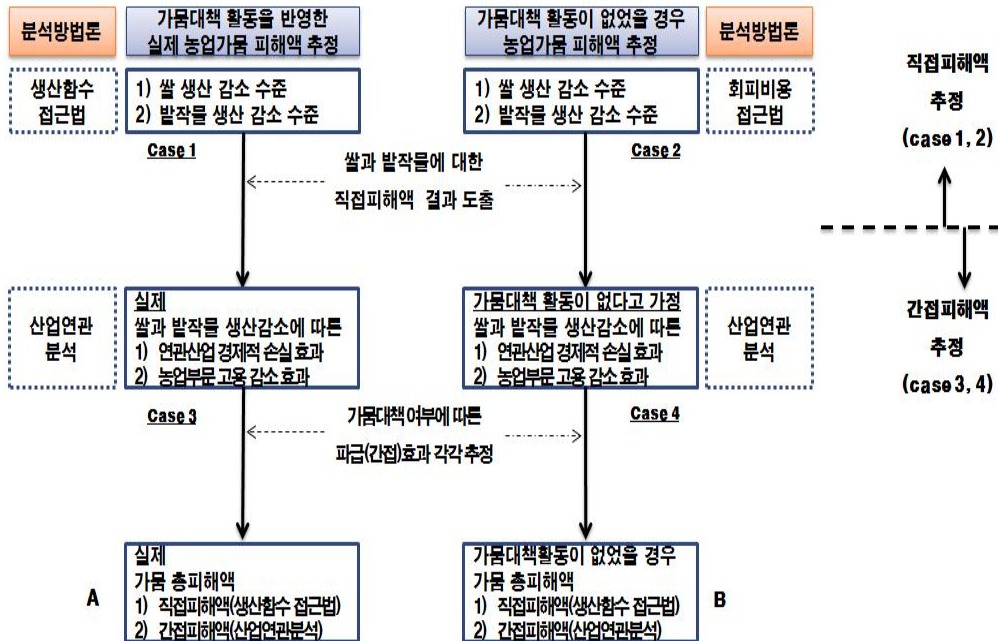 분석방법론
가뭄대책 활동을 반영한
실제 농업가뭄 피해액 추정
가뭄대책 활동이 없었을 경우
농업가뭄 피해액 추정
분석방법론
생산함수
접근법
1) 쌀 생산 감소 수준
2) 밭작물 생산 감소 수준
1) 쌀 생산 감소 수준
2) 밭작물 생산 감소 수준
회피비용
접근법
직접피해액
추정
(case 1, 2)
Case 1
Case 2
쌀과 밭작물에 대한
직접피해액 결과 도출
산업연관
분석
실제
쌀과 밭작물 생산감소에 따른
1) 연관산업 경제적 손실 효과
2) 농업부문 고용 감소 효과
가뭄대책 활동이 없다고 가정
쌀과 밭작물 생산감소에 따른
1) 연관산업 경제적 손실 효과
2) 농업부문 고용 감소 효과
산업연관
분석
간접피해액
추정
(case 3, 4)
Case 3
Case 4
가뭄대책 여부에 따른
파급(간접)효과 각각 추정
A
실제
가뭄 총피해액
1) 직접피해액(생산함수 접근법)
2) 간접피해액(산업연관분석)
가뭄대책활동이 없었을 경우
가뭄 총피해액
1) 직접피해액(생산함수 접근법)
2) 간접피해액(산업연관분석)
B